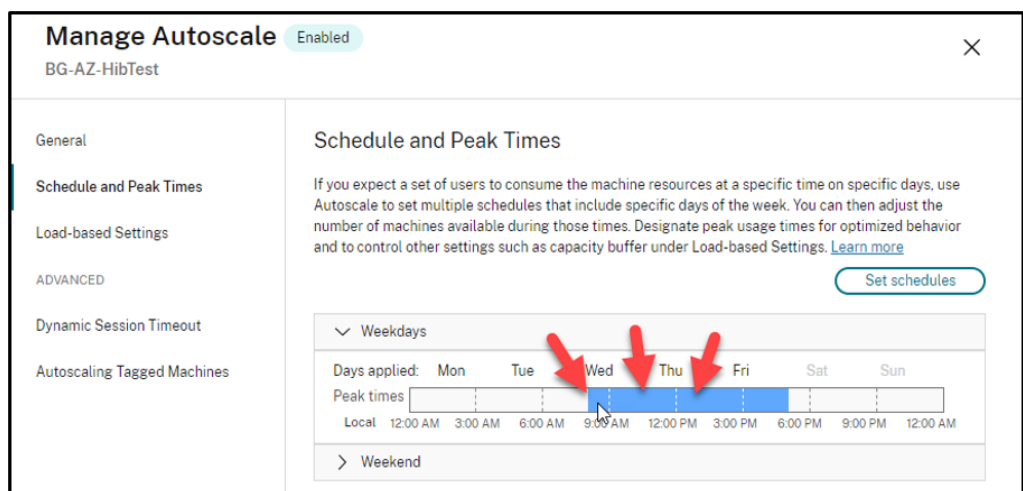 Manage Autoscale Enabled
BG-AZ-HibTest
General
Schedule and Peak Times
Load-based Settings
ADVANCED
Dynamic Session Timeout
Autoscaling Tagged Machines
Schedule and Peak Times
If you expect a set of users to consume the machine resources at a specific time on specific days, use
Autoscale to set multiple schedules that include specific days of the week. You can then adjust the
number of machines available during those times. Designate peak usage times for optimized behavior
and to control other settings such as capacity buffer under Load-based Settings. Learn more
Set schedules
Weekdays
Days applied: Mon Tue Wed Thu Fri Sat Sun
Peak times
Local 12:00 AM 3:00 AM 6:00 AM 9:00 AM 12:00 PM 3:00 PM 6:00 PM 9:00 PM 12:00 AM
Weekend